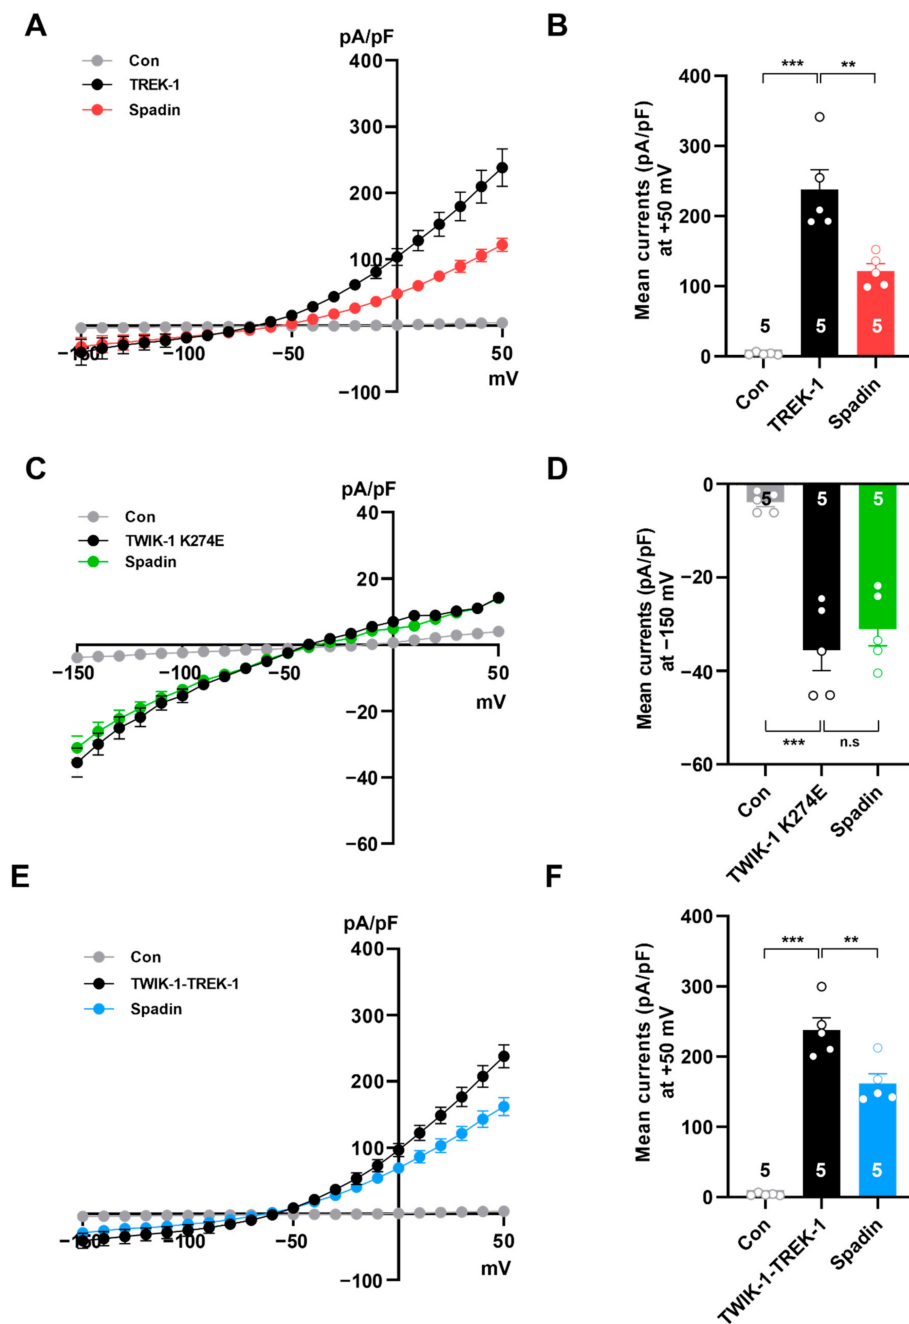 A
pA/pF
Con
TREK-1
Spadin
400
300
200
100
−150
−100
−50
50
mV
−100
B
Mean currents (pA/pF)
at +50 mV
***
**
400
300
200
100
0
5
5
5
Con
TREK-1
Spadin
C
pA/pF
Con
TWIK-1 K274E
Spadin
40
20
−150
−100
−50
50
mV
−20
−40
−60
D
Mean currents (pA/pF)
at −150 mV
0
−20
−40
−60
5
5
5
***
n.s
Con
TWIK-1 K274E
Spadin
E
pA/pF
Con
TWIK-1-TREK-1
Spadin
400
300
200
100
−100
−50
50
mV
−100
F
Mean currents (pA/pF)
at +50 mV
***
**
400
300
200
100
0
5
5
5
Con
TWIK-1-TREK-1
Spadin